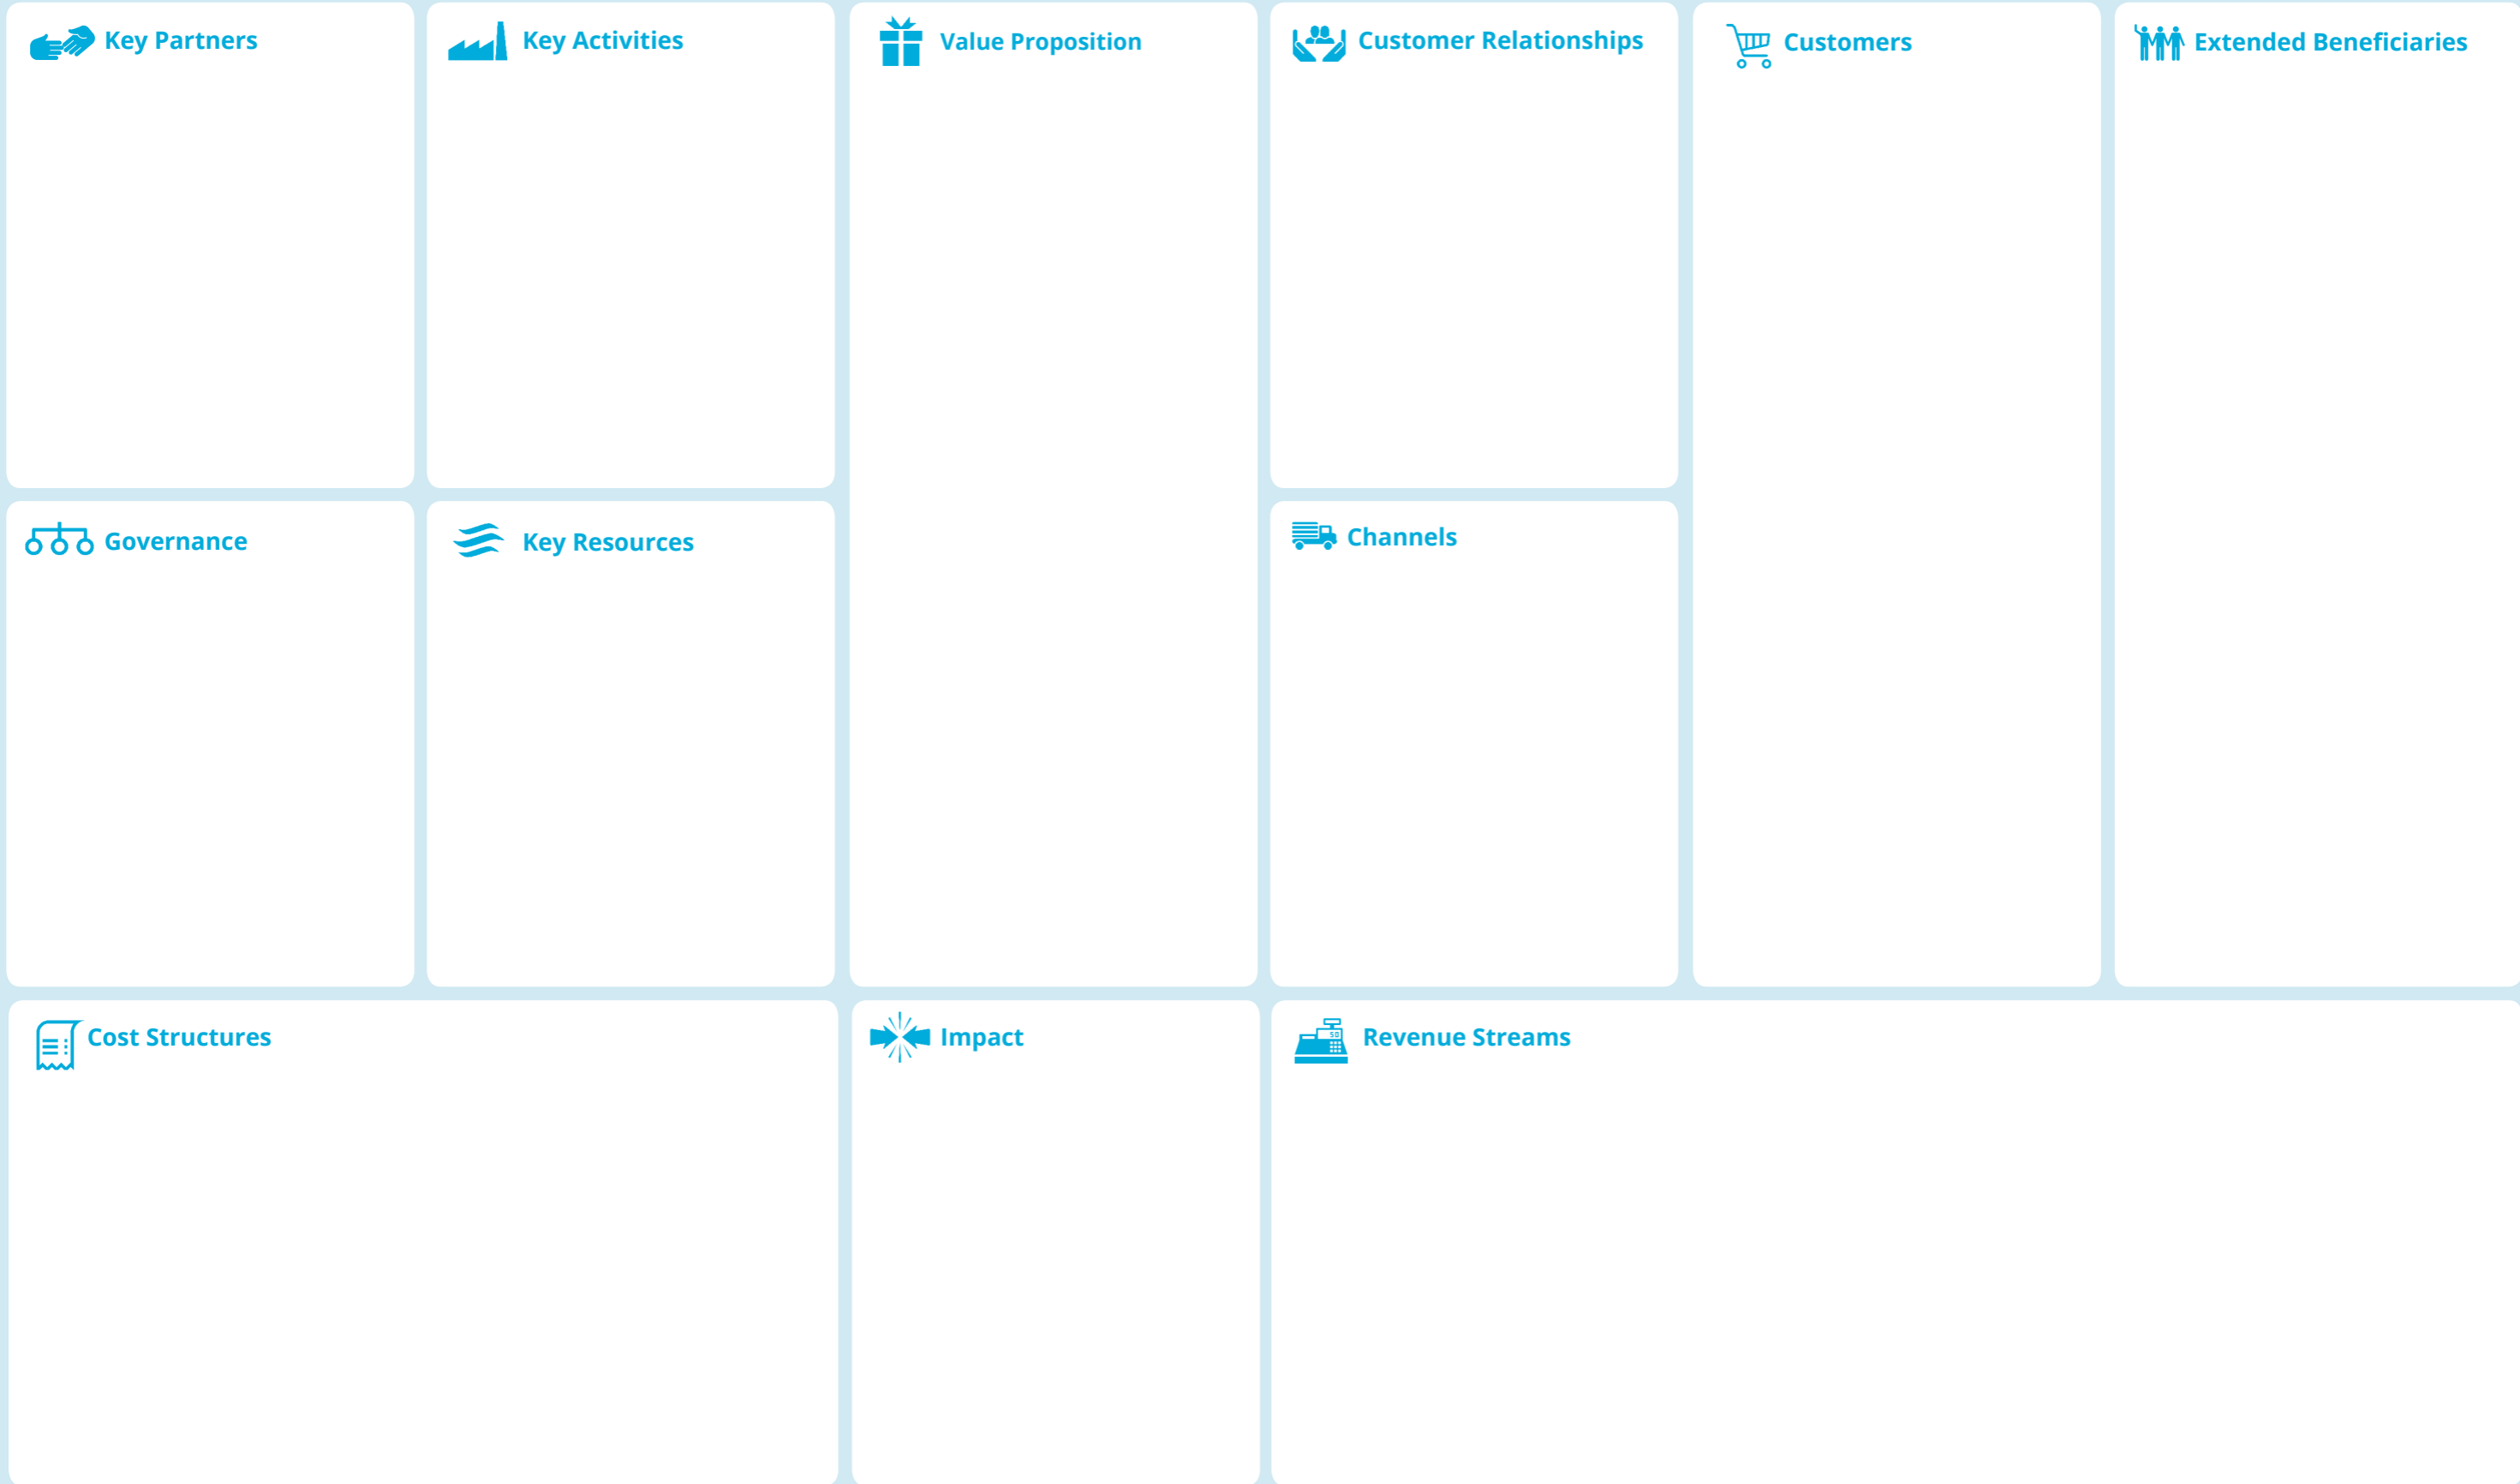 Key Partners
Key Activities
Value Proposition
Customer Relationships
Customers
Extended Beneficiaries
Governance
Key Resources
Channels
Cost Structures
Impact
50
Revenue Streams